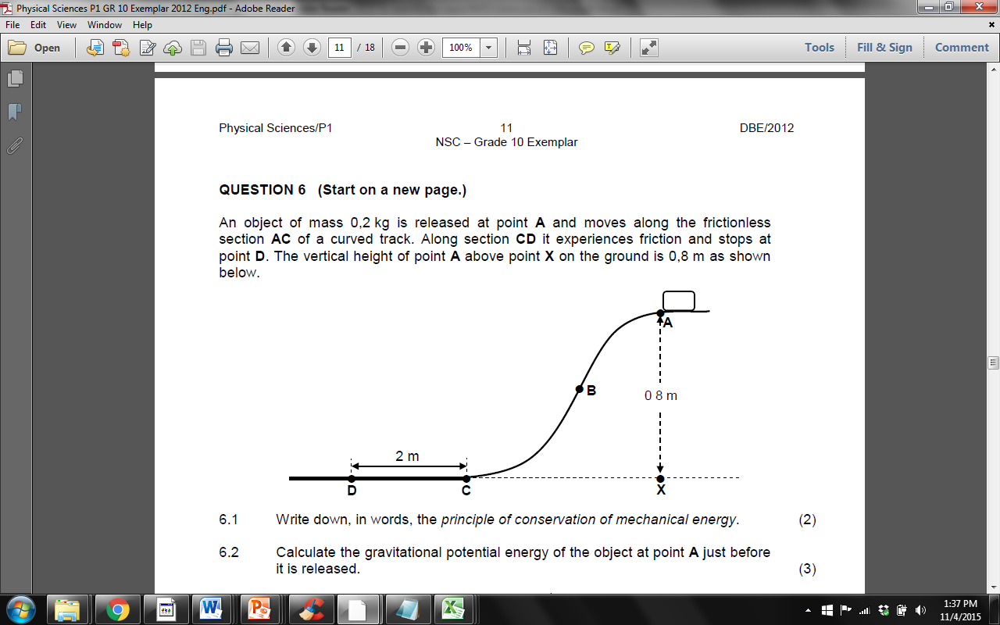 Physical Sciences P1 GR 10 Exemplar 2012 Eng.pdf - Adobe Reader
File Edit View Window Help
Open 11 / 18 100% Tools Fill & Sign Comment
Physical Sciences/P1 11 DBE/2012
NSC – Grade 10 Exemplar
QUESTION 6 (Start on a new page.)
An object of mass 0,2 kg is released at point A and moves along the frictionless
section AC of a curved track. Along section CD it experiences friction and stops at
point D. The vertical height of point A above point X on the ground is 0,8 m as shown
below.
A
B
0 8 m
2 m
D C X
6.1 Write down, in words, the principle of conservation of mechanical energy. (2)
6.2 Calculate the gravitational potential energy of the object at point A just before
it is released. (3)
1:37 PM
11/4/2015